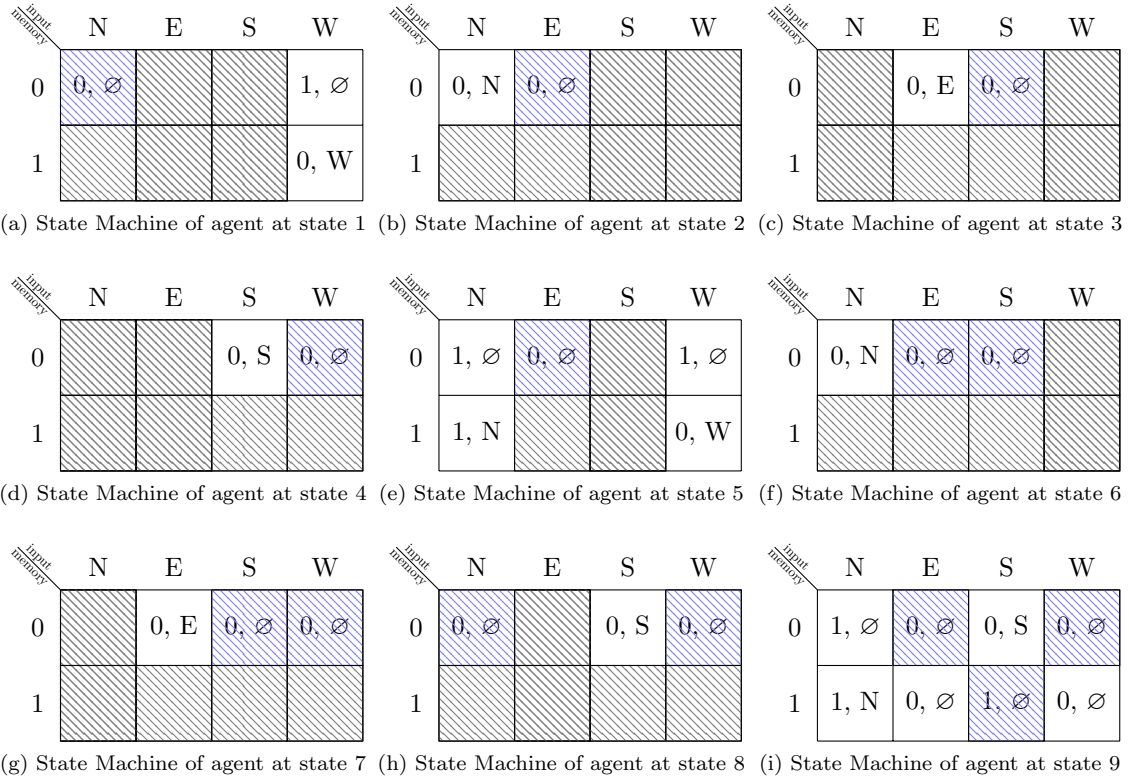 input memory N E S W input memory N E S W input memory N E S W
0 0, ∅ 1, ∅ 0 0, N 0, ∅ 0 0, E 0, ∅
1 0, W 1 1
(a) State Machine of agent at state 1 (b) State Machine of agent at state 2 (c) State Machine of agent at state 3
input memory N E S W input memory N E S W input memory N E S W
0 0, S 0, ∅ 0 1, ∅ 0, ∅ 1, ∅ 0 0, N 0, ∅ 0, ∅
1 1 1, N 0, W 1
(d) State Machine of agent at state 4 (e) State Machine of agent at state 5 (f) State Machine of agent at state 6
input memory N E S W input memory N E S W input memory N E S W
0 0, E 0, ∅ 0, ∅ 0 0, ∅ 0, S 0, ∅ 0 1, ∅ 0, ∅ 0, S 0, ∅
1 1 1 1, N 0, ∅ 1, ∅ 0, ∅
(g) State Machine of agent at state 7 (h) State Machine of agent at state 8 (i) State Machine of agent at state 9